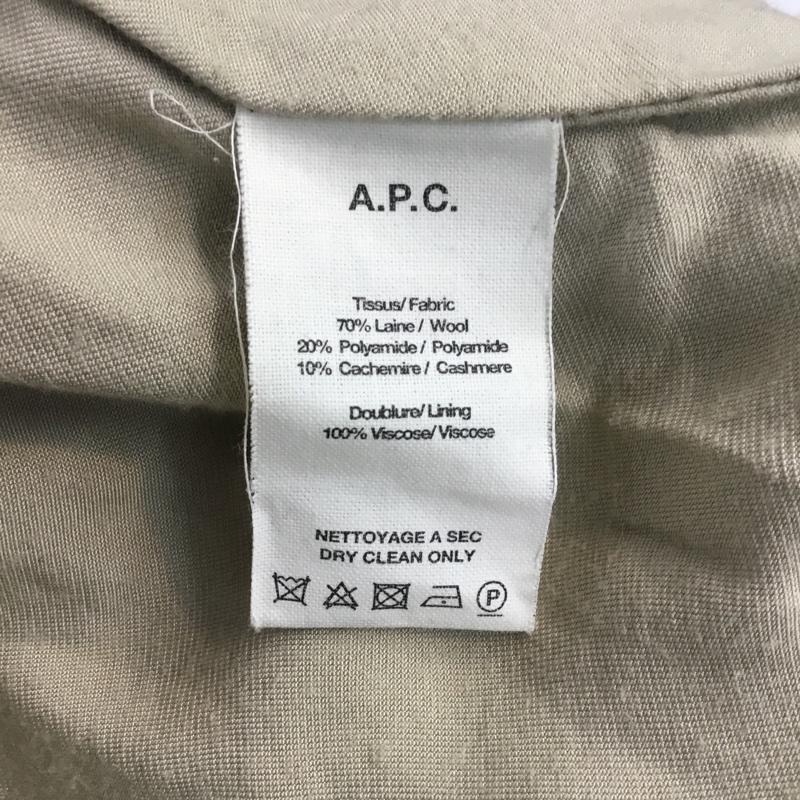 A.P.C.
Tissus/ Fabric
70% Laine / Wool
20% Polyamide / Polyamide
10% Cachemire / Cashmere
Doublure/ Lining
100% Viscose/ Viscose
NETTOYAGE A SEC
DRY CLEAN ONLY
P